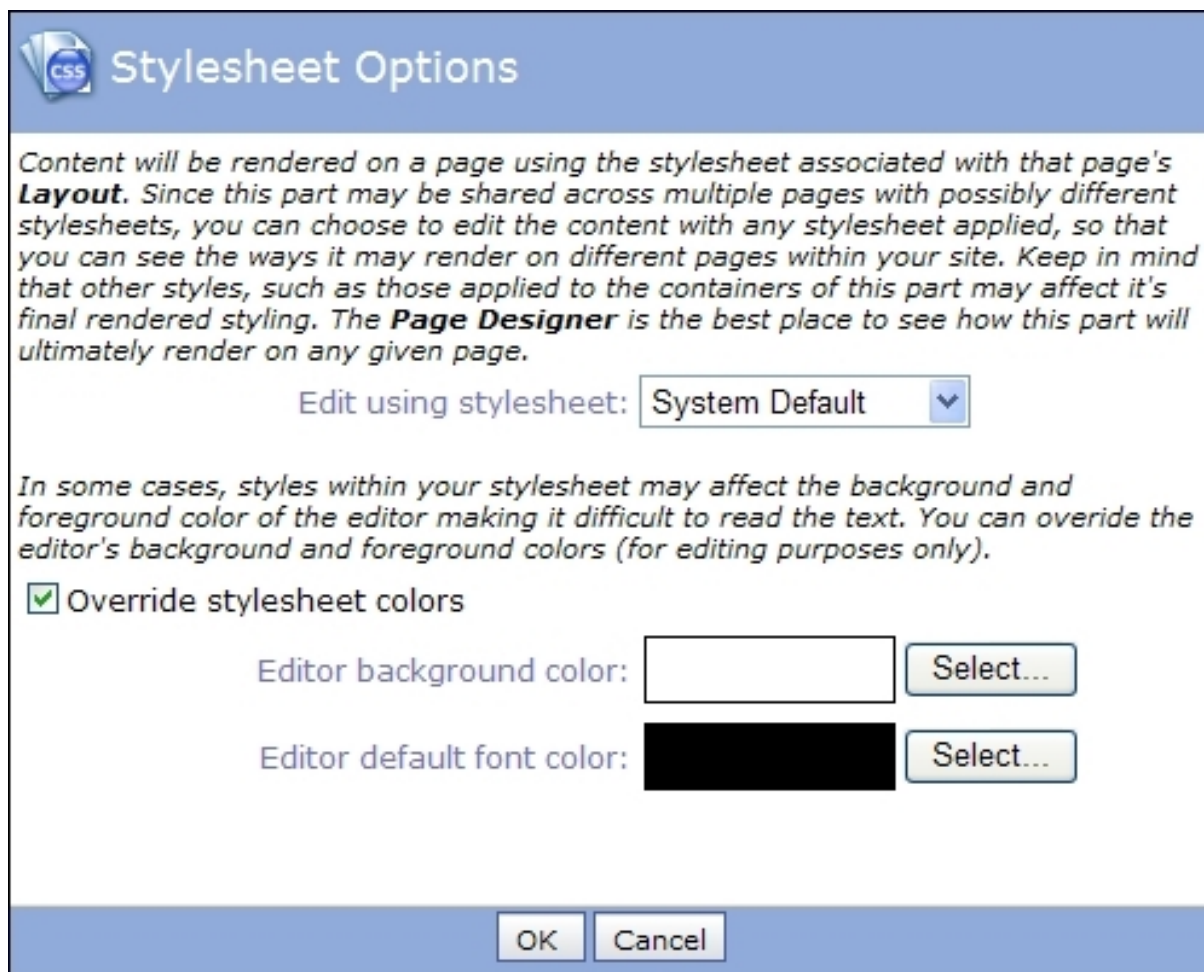 CSS
Stylesheet Options
Content will be rendered on a page using the stylesheet associated with that page's
Layout. Since this part may be shared across multiple pages with possibly different
stylesheets, you can choose to edit the content with any stylesheet applied, so that
you can see the ways it may render on different pages within your site. Keep in mind
that other styles, such as those applied to the containers of this part may affect it's
final rendered styling. The Page Designer is the best place to see how this part will
ultimately render on any given page.
Edit using stylesheet: System Default
In some cases, styles within your stylesheet may affect the background and
foreground color of the editor making it difficult to read the text. You can overide the
editor's background and foreground colors (for editing purposes only).
Override stylesheet colors
Editor background color: Select...
Editor default font color: Select...
OK Cancel